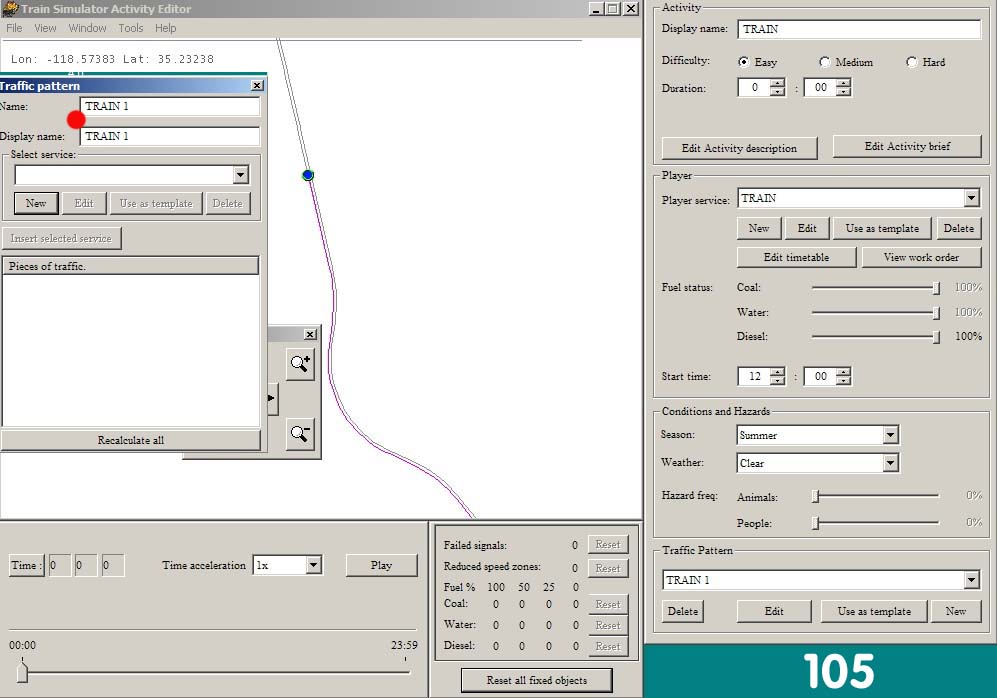 Train Simulator Activity Editor
File View Window Tools Help
Lon: -118.57383 Lat: 35.23238
Traffic pattern
Name: TRAIN 1
Display name: TRAIN 1
Select service:
New Edit Use as template Delete
Insert selected service
Pieces of traffic.
Recalculate all
Time : 0 0 0 Time acceleration 1x Play
00:00 23:59
Failed signals: 0 Reset
Reduced speed zones: 0 Reset
Fuel % 100 50 25 0
Coal: 0 0 0 0 Reset
Water: 0 0 0 0 Reset
Diesel: 0 0 0 0 Reset
Reset all fixed objects
Activity
Display name: TRAIN
Difficulty: Easy Medium Hard
Duration: 0 : 00
Edit Activity description Edit Activity brief
Player
Player service: TRAIN
New Edit Use as template Delete
Edit timetable View work order
Fuel status: Coal: 100%
Water: 100%
Diesel: 100%
Start time: 12 : 00
Conditions and Hazards
Season: Summer
Weather: Clear
Hazard freq: Animals: 0%
People: 0%
Traffic Pattern
TRAIN 1
Delete Edit Use as template New
105